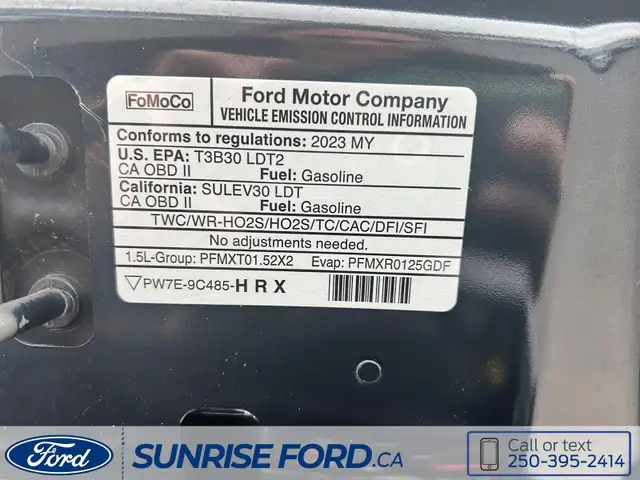 FoMoCo
Ford Motor Company
VEHICLE EMISSION CONTROL INFORMATION
Conforms to regulations: 2023 MY
U.S. EPA: T3B30 LDT2
CA OBD II Fuel: Gasoline
California: SULEV30 LDT
CA OBD II Fuel: Gasoline
TWC/WR-HO2S/HO2S/TC/CAC/DFI/SFI
No adjustments needed.
1.5L-Group: PFMXT01.52X2 Evap: PFMXR0125GDF
PW7E-9C485-H R X
Ford
SUNRISE FORD.CA
Call or text
250-395-2414